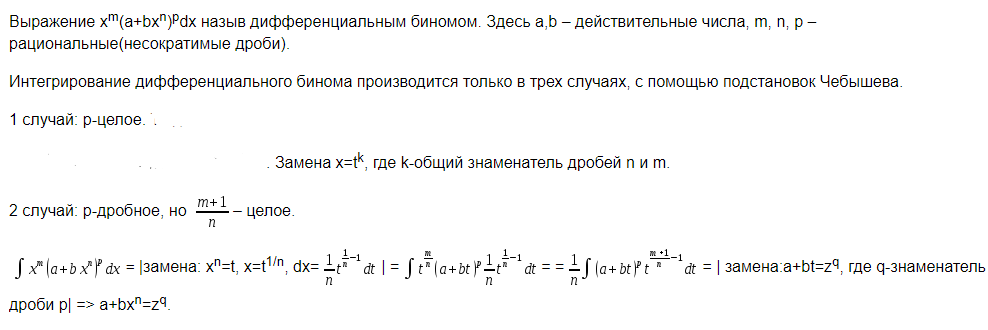 Выражение x^m(a+bx^n)^pdx назыв дифференциальным биномом. Здесь a,b – действительные числа, m, n, p –
рациональные(несократимые дроби).
Интегрирование дифференциального бинома производится только в трех случаях, с помощью подстановок Чебышева.
1 случай: p-целое. .
. Замена x=t^k, где k-общий знаменатель дробей n и m.
2 случай: p-дробное, но (m+1)/n – целое.
∫ x^m (a+b x^n)^p dx = |замена: x^n=t, x=t^1/n, dx= 1/n t^(1/n −1) dt | = ∫ t^(m/n) (a+bt)^p 1/n t^(1/n −1) dt = = 1/n ∫ (a+bt)^p t^((m+1)/n −1) dt = | замена:a+bt=z^q, где q-знаменатель
дроби p| => a+bx^n=z^q.